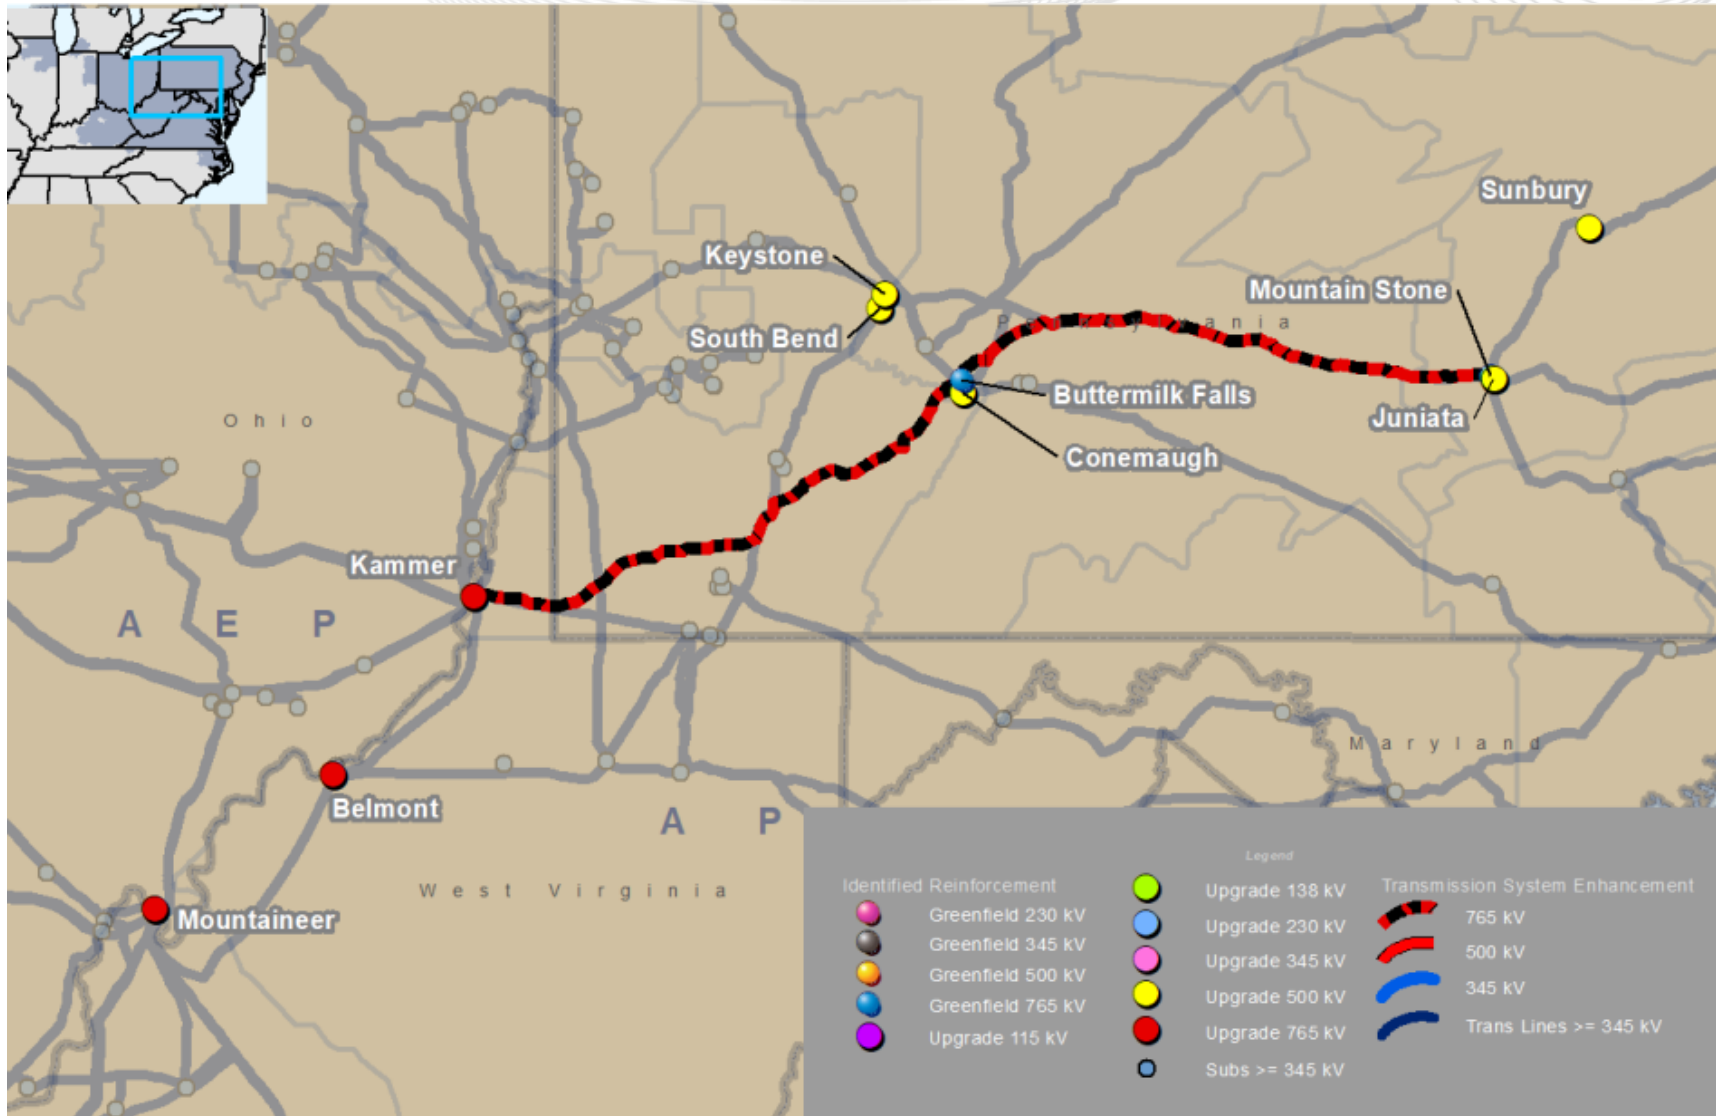 Sunbury
Keystone
Mountain Stone
South Bend
Pennsylvania
Buttermilk Falls
Juniata
Ohio
Conemaugh
Kammer
AEP
Maryland
Belmont
AP
West Virginia
Mountaineer
Legend
Identified Reinforcement
Greenfield 230 kV
Greenfield 345 kV
Greenfield 500 kV
Greenfield 765 kV
Upgrade 115 kV
Upgrade 138 kV
Upgrade 230 kV
Upgrade 345 kV
Upgrade 500 kV
Upgrade 765 kV
Subs >= 345 kV
Transmission System Enhancement
765 kV
500 kV
345 kV
Trans Lines >= 345 kV